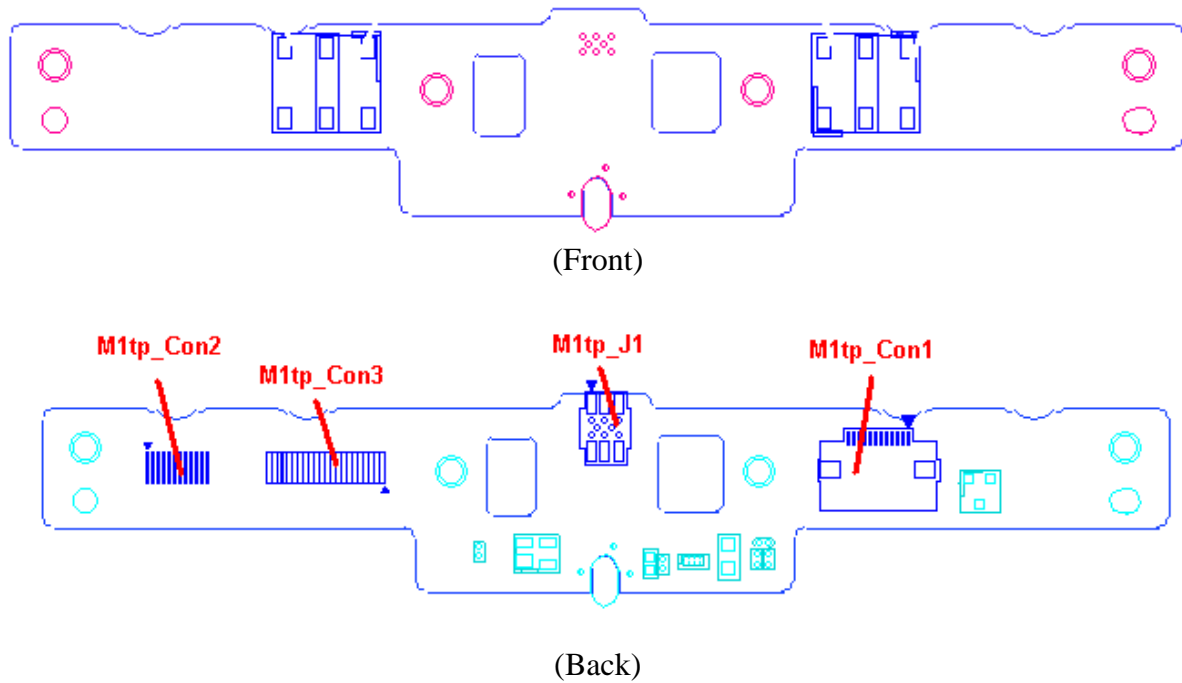 (Front)
M1tp_Con2
M1tp_Con3
M1tp_J1
M1tp_Con1
(Back)